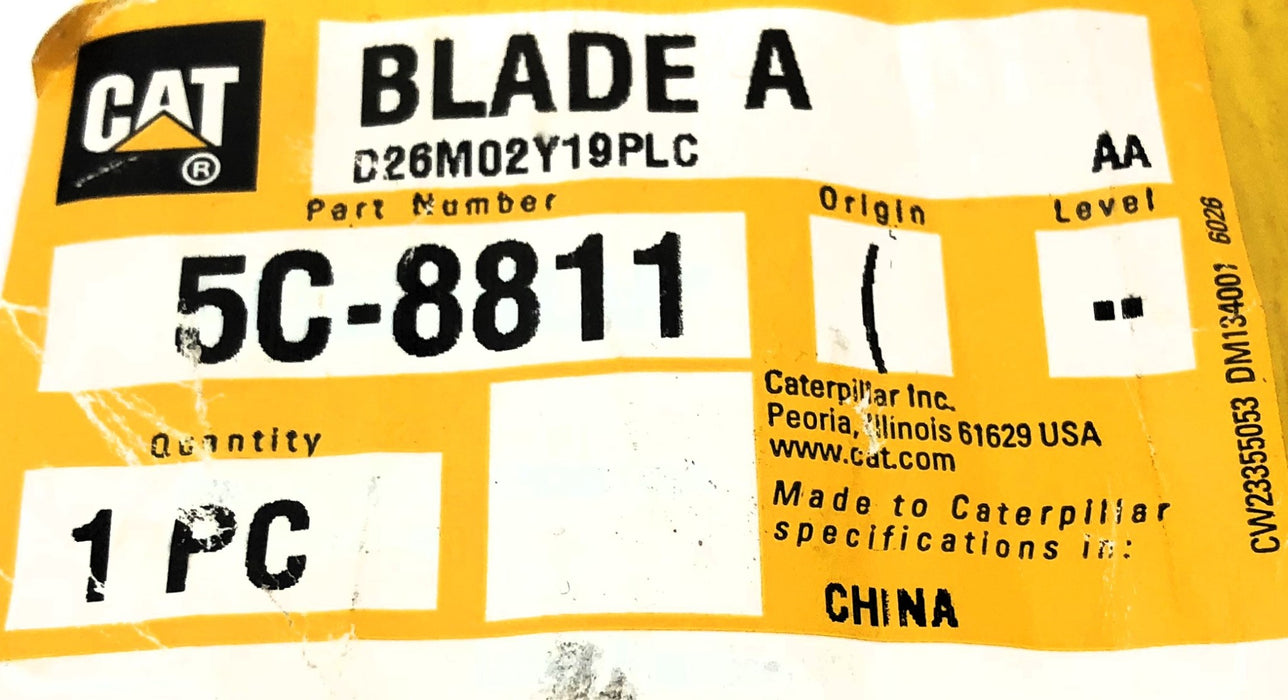 CAT®
BLADE A
D26M02Y19PLC
AA
Part Number
Origin
Level
5C-8811
(
--
Quantity
1 PC
Caterpillar Inc.
Peoria, Illinois 61629 USA
www.cat.com
Made to Caterpillar
specifications in:
CHINA
CW23355053 DM134001 6026